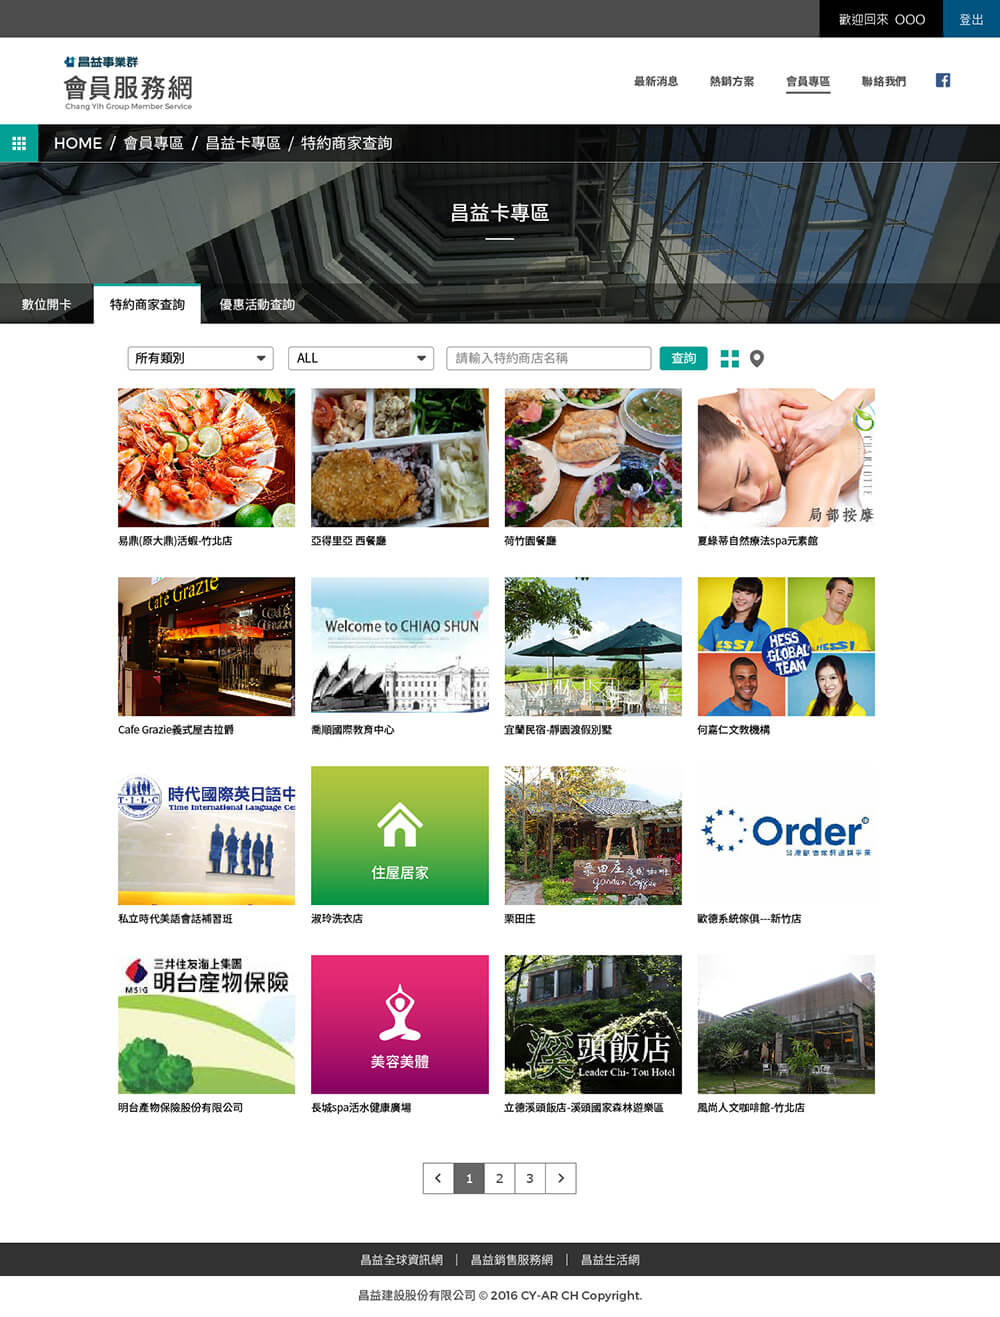 歡迎回來 OOO
登出
昌益事業群
會員服務網
Chang Yih Group Member Service
最新消息
熱銷方案
會員專區
聯絡我們
HOME / 會員專區 / 昌益卡專區 / 特約商家查詢
昌益卡專區
數位開卡
特約商家查詢
優惠活動查詢
所有類別
ALL
請輸入特約商店名稱
查詢
CHARLOTTE
局部按摩
易鼎(原大鼎)活蝦-竹北店
亞得里亞 西餐廳
荷竹園餐廳
夏綠蒂自然療法spa元素館
Café Grazie
Welcome to CHIAO SHUN
HESS
GLOBAL
TEAM
Cafe Grazie義式屋古拉爵
喬順國際教育中心
宜蘭民宿-靜園渡假別墅
何嘉仁文教機構
T.I.L.C
時代國際英日語中
Time International Language Ce
住屋居家
栗田庄
garden Coffee
Order
私立時代美語會話補習班
淑玲洗衣店
栗田庄
歐德系統傢俱---新竹店
MSIG
三井住友海上集團
明台產物保險
美容美體
溪頭飯店
Leader Chi- Tou Hotel
明台產物保險股份有限公司
長城spa活水健康廣場
立德溪頭飯店-溪頭國家森林遊樂區
風尚人文咖啡館-竹北店
1
2
3
昌益全球資訊網 | 昌益銷售服務網 | 昌益生活網
昌益建設股份有限公司 © 2016 CY-AR CH Copyright.